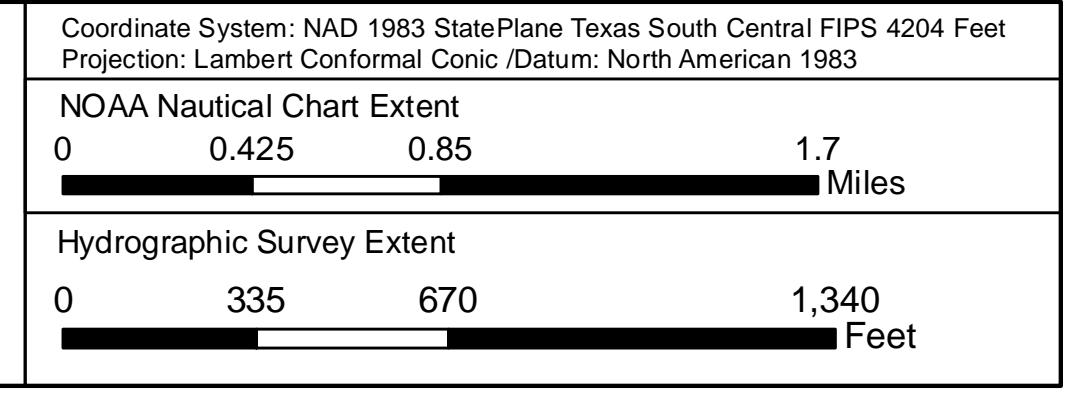 Coordinate System: NAD 1983 StatePlane Texas South Central FIPS 4204 Feet
Projection: Lambert Conformal Conic /Datum: North American 1983
NOAA Nautical Chart Extent
0 0.425 0.85 1.7
Miles
Hydrographic Survey Extent
0 335 670 1,340
Feet